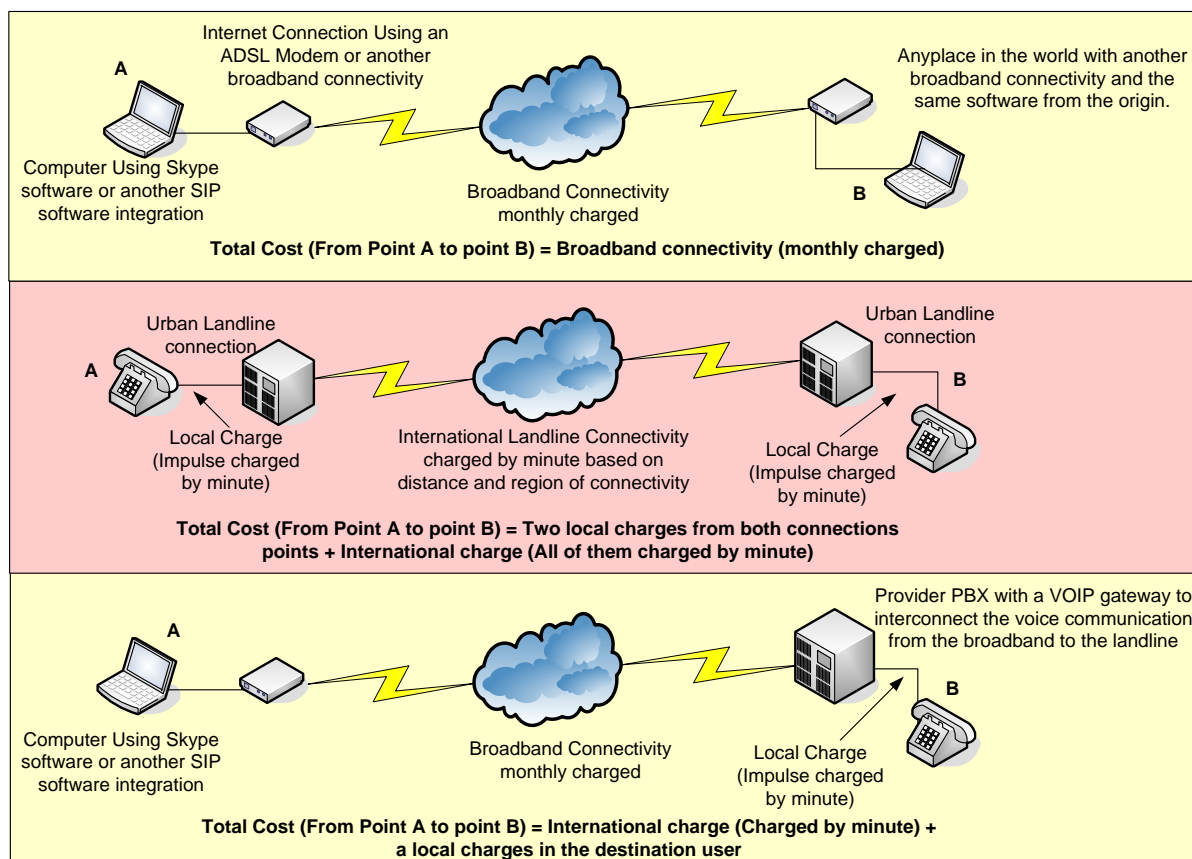 Internet Connection Using an
ADSL Modem or another
broadband connectivity
A
Anyplace in the world with another
broadband connectivity and the
same software from the origin.
Computer Using Skype
software or another SIP
software integration
Broadband Connectivity
monthly charged
B
Total Cost (From Point A to point B) = Broadband connectivity (monthly charged)
Urban Landline
connection
A
Urban Landline
connection
B
Local Charge
(Impulse charged
by minute)
International Landline Connectivity
charged by minute based on
distance and region of connectivity
Local Charge
(Impulse charged
by minute)
Total Cost (From Point A to point B) = Two local charges from both connections
points + International charge (All of them charged by minute)
A
Provider PBX with a VOIP gateway to
interconnect the voice communication
from the broadband to the landline
B
Computer Using Skype
software or another SIP
software integration
Broadband Connectivity
monthly charged
Local Charge
(Impulse charged
by minute)
Total Cost (From Point A to point B) = International charge (Charged by minute) +
a local charges in the destination user